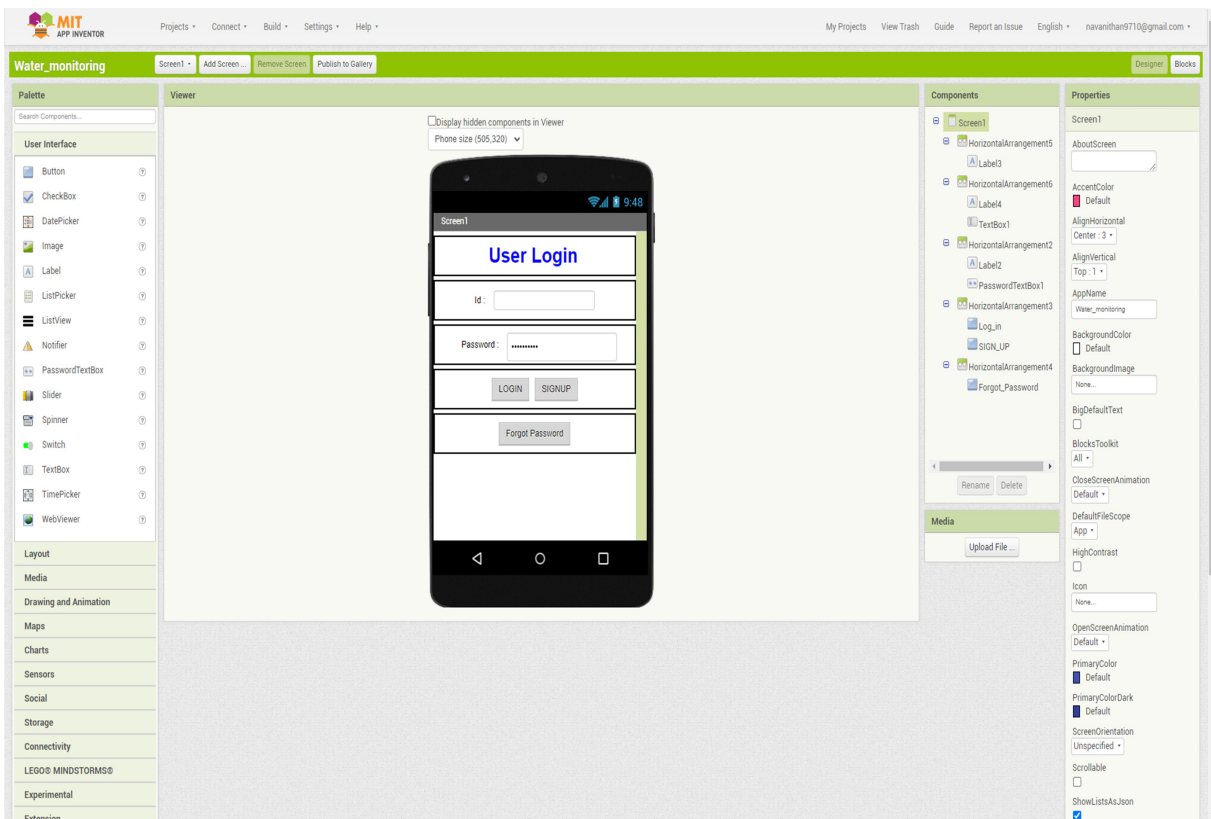 MIT
APP INVENTOR
Projects Connect Build Settings Help
My Projects View Trash Guide Report an Issue English navanithan9710@gmail.com
Water_monitoring
Screen1 Add Screen ... Remove Screen Publish to Gallery
Designer Blocks
Palette
Search Components...
User Interface
Button
CheckBox
DatePicker
Image
Label
ListPicker
ListView
Notifier
PasswordTextBox
Slider
Spinner
Switch
TextBox
TimePicker
WebViewer
Layout
Media
Drawing and Animation
Maps
Charts
Sensors
Social
Storage
Connectivity
LEGO® MINDSTORMS®
Experimental
Extension
Viewer
Display hidden components in Viewer
Phone size (505,320)
9:48
Screen1
User Login
Id :
Password : ••••••••••
LOGIN SIGNUP
Forgot Password
Components
Screen1
HorizontalArrangement5
Label3
HorizontalArrangement6
Label4
TextBox1
HorizontalArrangement2
Label2
PasswordTextBox1
HorizontalArrangement3
Log_in
SIGN_UP
HorizontalArrangement4
Forgot_Password
Rename Delete
Media
Upload File ...
Properties
Screen1
AboutScreen
AccentColor
Default
AlignHorizontal
Center : 3
AlignVertical
Top : 1
AppName
Water_monitoring
BackgroundColor
Default
BackgroundImage
None...
BigDefaultText
BlocksToolkit
All
CloseScreenAnimation
Default
DefaultFileScope
App
HighContrast
Icon
None...
OpenScreenAnimation
Default
PrimaryColor
Default
PrimaryColorDark
Default
ScreenOrientation
Unspecified
Scrollable
ShowListsAsJson